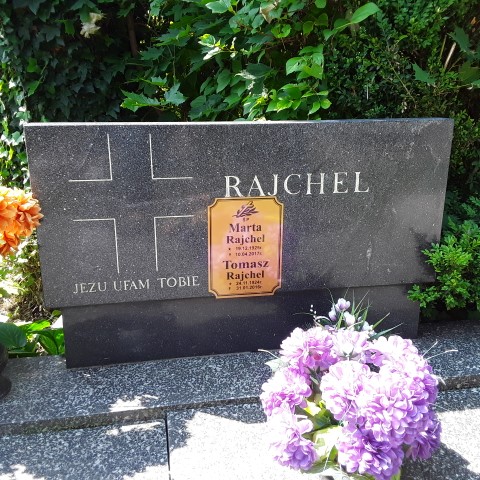 RAJCHEL
Ś.P.
Marta
Rajchel
Tomasz
Rajchel
JEZU UFAM TOBIE